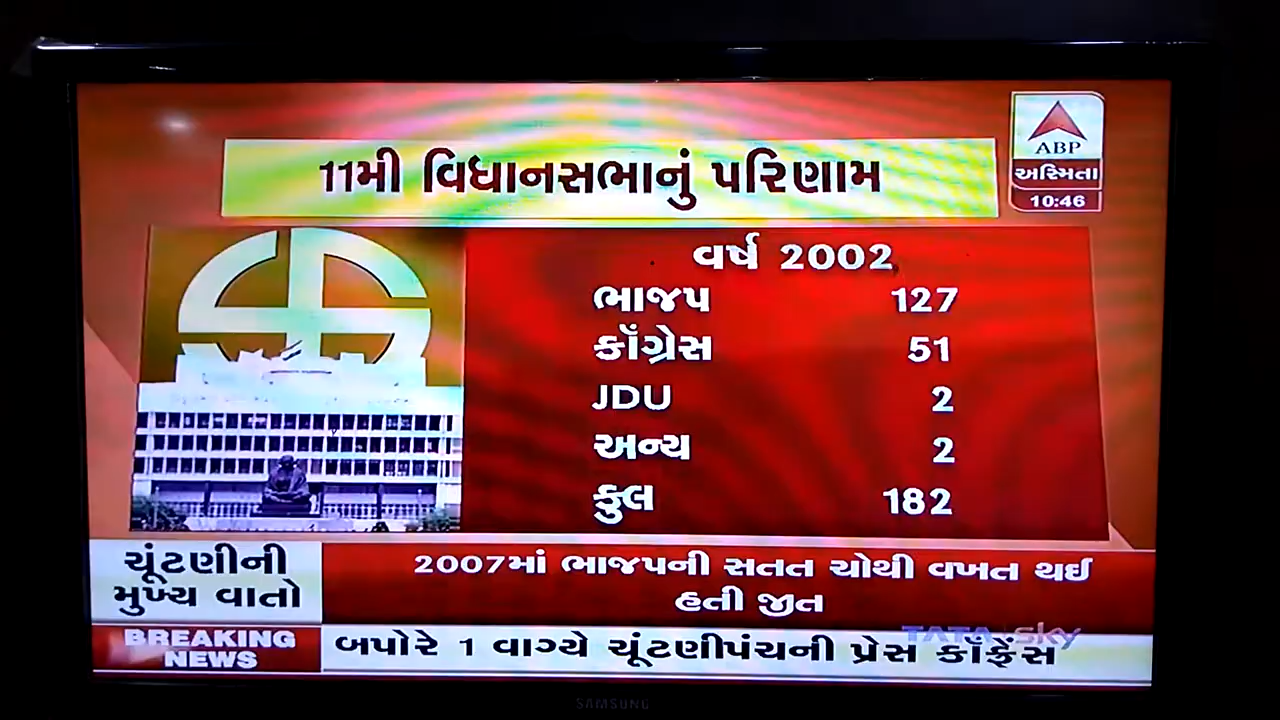 11મી વિધાનસભાનું પરિણામ
ABP
અસ્મિતા
10:46
વર્ષ 2002
ભાજપ 127
કૉંગ્રેસ 51
JDU 2
અન્ય 2
કુલ 182
ચૂંટણીની
મુખ્ય વાતો
2007માં ભાજપની સતત ચોથી વખત થઈ
હતી જીત
TATA Sky
BREAKING
NEWS
બપોરે 1 વાગ્યે ચૂંટણીપંચની પ્રેસ કૉંફ્રેંસ
SAMSUNG